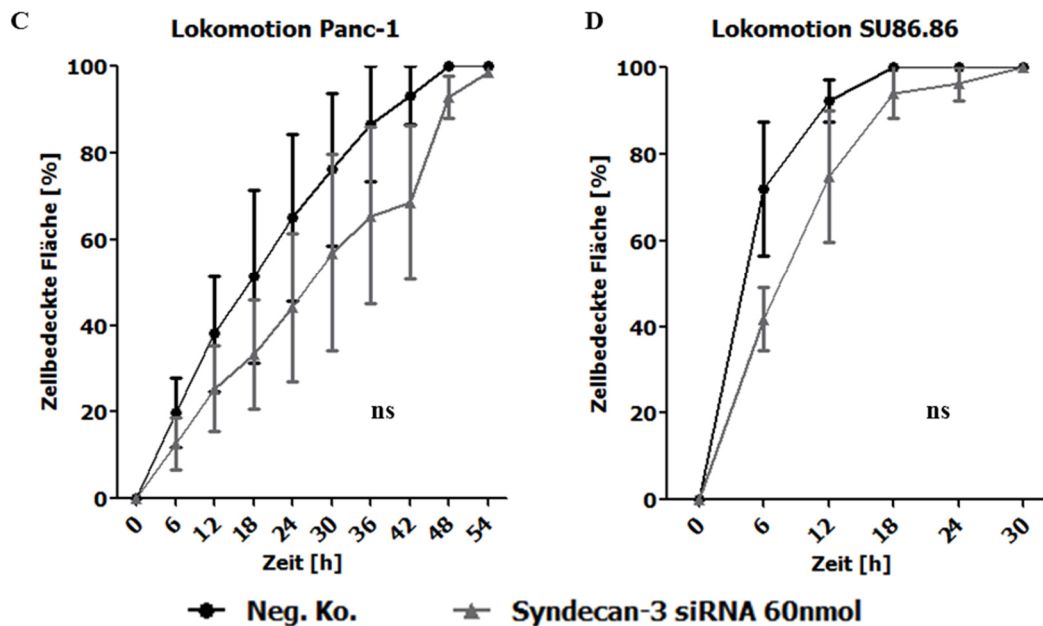 C
Lokomotion Panc-1
Zellbedeckte Fläche [%]
100
80
60
40
20
0
ns
0 6 12 18 24 30 36 42 48 54
Zeit [h]
D
Lokomotion SU86.86
Zellbedeckte Fläche [%]
100
80
60
40
20
0
ns
0 6 12 18 24 30
Zeit [h]
Neg. Ko.
Syndecan-3 siRNA 60nmol